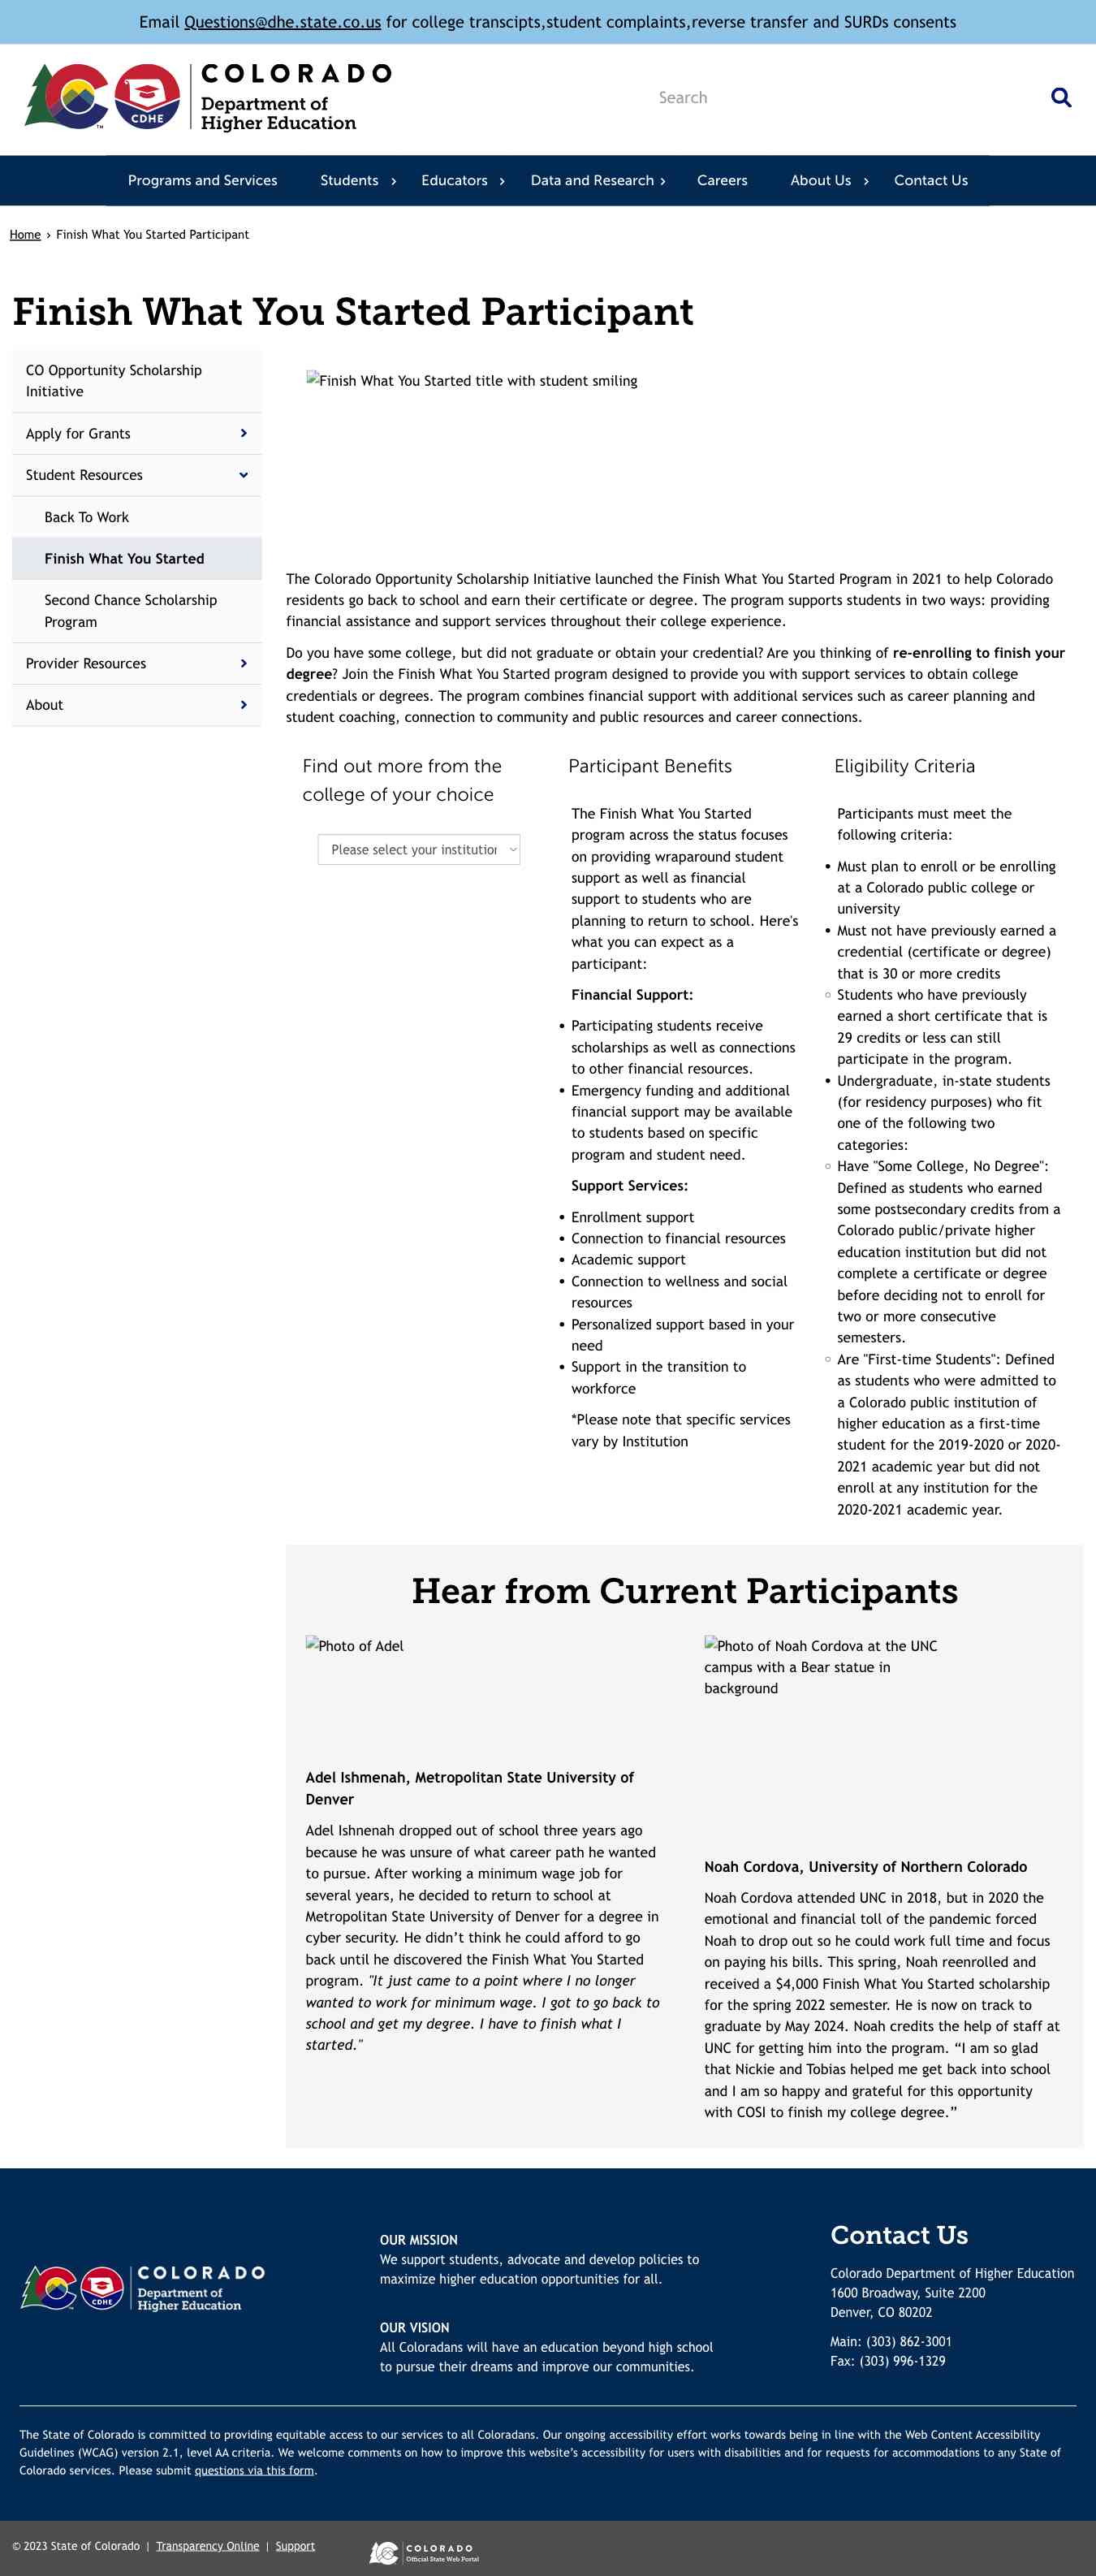 Email Questions@dhe.state.co.us for college transcipts,student complaints,reverse transfer and SURDs consents
CDHE
TM
COLORADO
Department of
Higher Education
Search
Programs and Services Students Educators Data and Research Careers About Us Contact Us
Home › Finish What You Started Participant
Finish What You Started Participant
CO Opportunity Scholarship
Initiative
Apply for Grants
Student Resources
Back To Work
Finish What You Started
Second Chance Scholarship
Program
Provider Resources
About
Finish What You Started title with student smiling
The Colorado Opportunity Scholarship Initiative launched the Finish What You Started Program in 2021 to help Colorado
residents go back to school and earn their certificate or degree. The program supports students in two ways: providing
financial assistance and support services throughout their college experience.
Do you have some college, but did not graduate or obtain your credential? Are you thinking of re-enrolling to finish your
degree? Join the Finish What You Started program designed to provide you with support services to obtain college
credentials or degrees. The program combines financial support with additional services such as career planning and
student coaching, connection to community and public resources and career connections.
Find out more from the
college of your choice
Please select your institution
Participant Benefits
The Finish What You Started
program across the status focuses
on providing wraparound student
support as well as financial
support to students who are
planning to return to school. Here's
what you can expect as a
participant:
Financial Support:
• Participating students receive
scholarships as well as connections
to other financial resources.
• Emergency funding and additional
financial support may be available
to students based on specific
program and student need.
Support Services:
• Enrollment support
• Connection to financial resources
• Academic support
• Connection to wellness and social
resources
• Personalized support based in your
need
• Support in the transition to
workforce
*Please note that specific services
vary by Institution
Eligibility Criteria
Participants must meet the
following criteria:
• Must plan to enroll or be enrolling
at a Colorado public college or
university
• Must not have previously earned a
credential (certificate or degree)
that is 30 or more credits
○ Students who have previously
earned a short certificate that is
29 credits or less can still
participate in the program.
• Undergraduate, in-state students
(for residency purposes) who fit
one of the following two
categories:
○ Have "Some College, No Degree":
Defined as students who earned
some postsecondary credits from a
Colorado public/private higher
education institution but did not
complete a certificate or degree
before deciding not to enroll for
two or more consecutive
semesters.
○ Are "First-time Students": Defined
as students who were admitted to
a Colorado public institution of
higher education as a first-time
student for the 2019-2020 or 2020-
2021 academic year but did not
enroll at any institution for the
2020-2021 academic year.
Hear from Current Participants
Photo of Adel
Adel Ishmenah, Metropolitan State University of
Denver
Adel Ishnenah dropped out of school three years ago
because he was unsure of what career path he wanted
to pursue. After working a minimum wage job for
several years, he decided to return to school at
Metropolitan State University of Denver for a degree in
cyber security. He didn’t think he could afford to go
back until he discovered the Finish What You Started
program. "It just came to a point where I no longer
wanted to work for minimum wage. I got to go back to
school and get my degree. I have to finish what I
started."
Photo of Noah Cordova at the UNC
campus with a Bear statue in
background
Noah Cordova, University of Northern Colorado
Noah Cordova attended UNC in 2018, but in 2020 the
emotional and financial toll of the pandemic forced
Noah to drop out so he could work full time and focus
on paying his bills. This spring, Noah reenrolled and
received a $4,000 Finish What You Started scholarship
for the spring 2022 semester. He is now on track to
graduate by May 2024. Noah credits the help of staff at
UNC for getting him into the program. “I am so glad
that Nickie and Tobias helped me get back into school
and I am so happy and grateful for this opportunity
with COSI to finish my college degree.”
CDHE
COLORADO
Department of
Higher Education
OUR MISSION
We support students, advocate and develop policies to
maximize higher education opportunities for all.
OUR VISION
All Coloradans will have an education beyond high school
to pursue their dreams and improve our communities.
Contact Us
Colorado Department of Higher Education
1600 Broadway, Suite 2200
Denver, CO 80202
Main: (303) 862-3001
Fax: (303) 996-1329
The State of Colorado is committed to providing equitable access to our services to all Coloradans. Our ongoing accessibility effort works towards being in line with the Web Content Accessibility
Guidelines (WCAG) version 2.1, level AA criteria. We welcome comments on how to improve this website’s accessibility for users with disabilities and for requests for accommodations to any State of
Colorado services. Please submit questions via this form.
© 2023 State of Colorado | Transparency Online | Support
COLORADO
Official State Web Portal